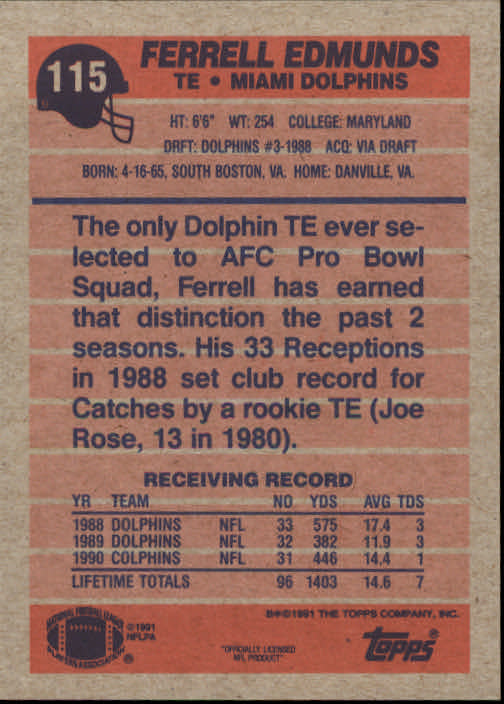 115
FERRELL EDMUNDS
TE • MIAMI DOLPHINS
HT: 6'6" WT: 254 COLLEGE: MARYLAND
DRFT: DOLPHINS #3-1988 ACQ: VIA DRAFT
BORN: 4-16-65, SOUTH BOSTON, VA. HOME: DANVILLE, VA.
The only Dolphin TE ever se-
lected to AFC Pro Bowl
Squad, Ferrell has earned
that distinction the past 2
seasons. His 33 Receptions
in 1988 set club record for
Catches by a rookie TE (Joe
Rose, 13 in 1980).
RECEIVING RECORD
YR TEAM NO YDS AVG TDS
1988 DOLPHINS NFL 33 575 17.4 3
1989 DOLPHINS NFL 32 382 11.9 3
1990 COLPHINS NFL 31 446 14.4 1
LIFETIME TOTALS 96 1403 14.6 7
NATIONAL FOOTBALL LEAGUE
PLAYERS ASSOCIATION
®
©1991
NFLPA
"OFFICIALLY LICENSED
NFL PRODUCT"
®©1991 THE TOPPS COMPANY, INC.
topps®